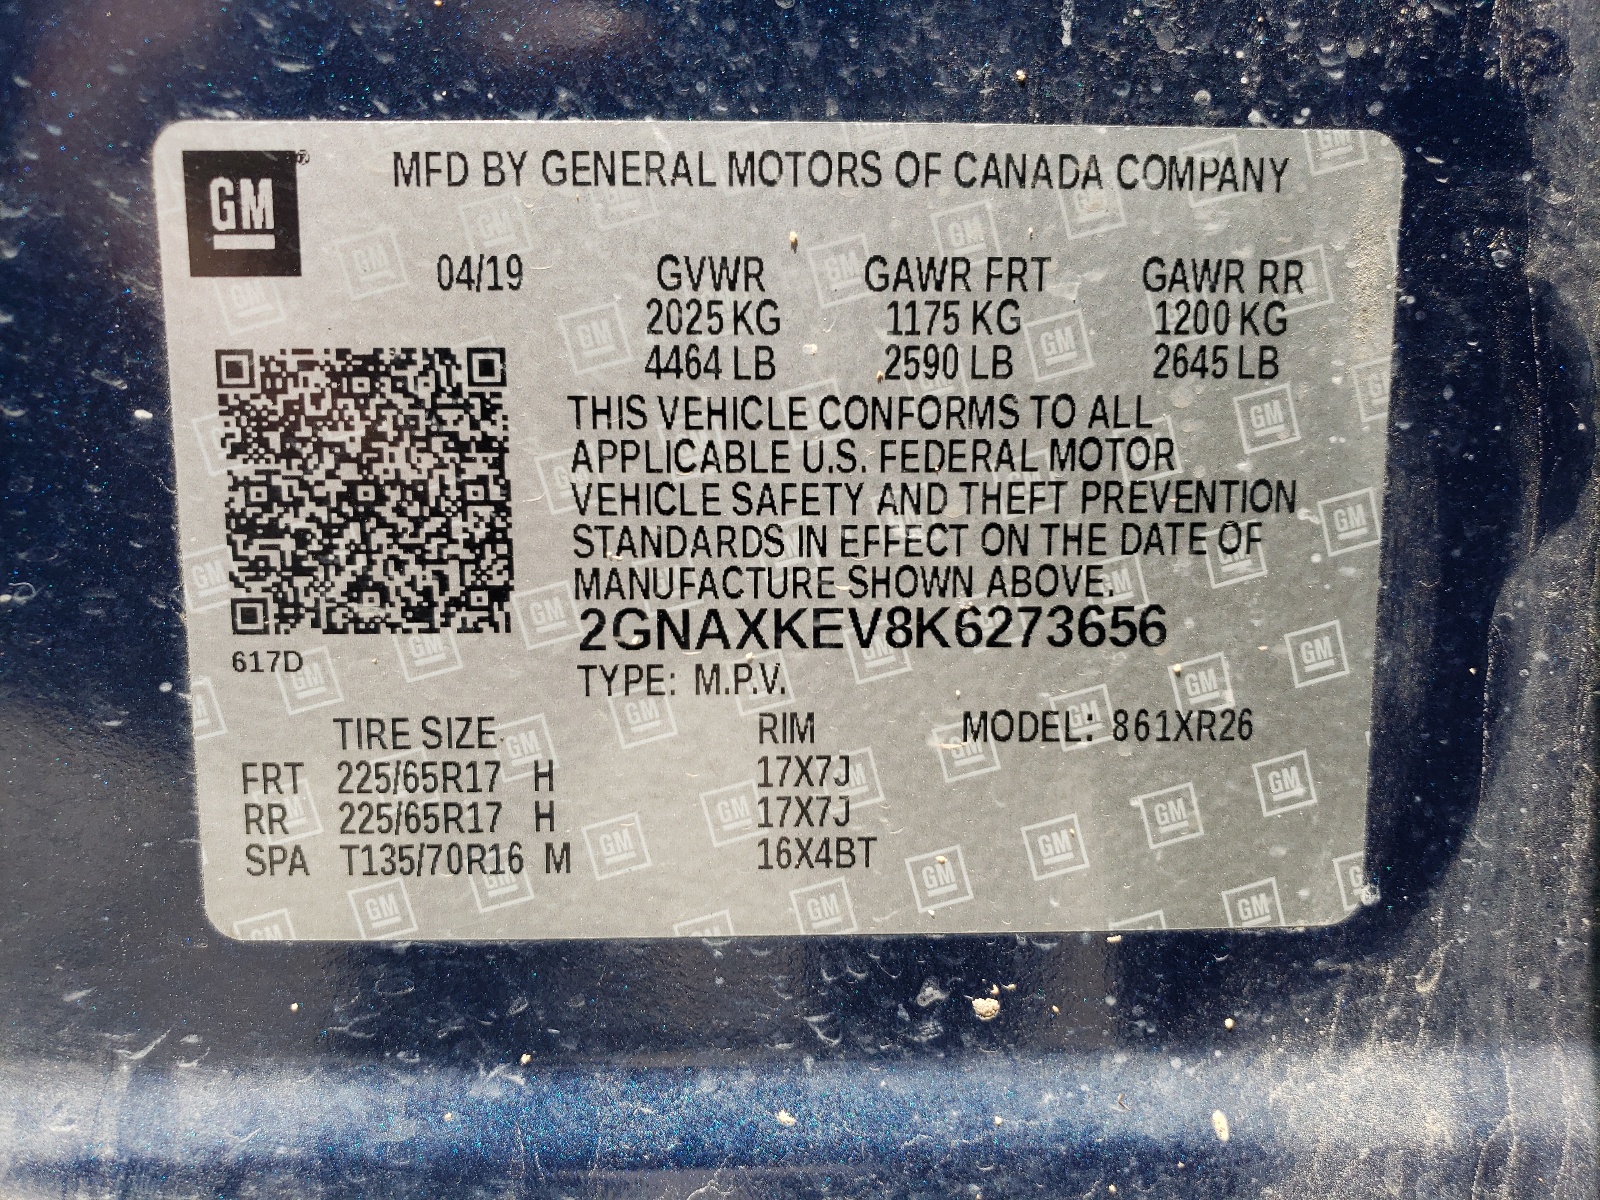 GM®
MFD BY GENERAL MOTORS OF CANADA COMPANY
04/19 GVWR GAWR FRT GAWR RR
2025 KG 1175 KG 1200 KG
4464 LB 2590 LB 2645 LB
THIS VEHICLE CONFORMS TO ALL
APPLICABLE U.S. FEDERAL MOTOR
VEHICLE SAFETY AND THEFT PREVENTION
STANDARDS IN EFFECT ON THE DATE OF
MANUFACTURE SHOWN ABOVE.
2GNAXKEV8K6273656
617D
TYPE: M.P.V.
TIRE SIZE RIM MODEL: 861XR26
FRT 225/65R17 H 17X7J
RR 225/65R17 H 17X7J
SPA T135/70R16 M 16X4BT